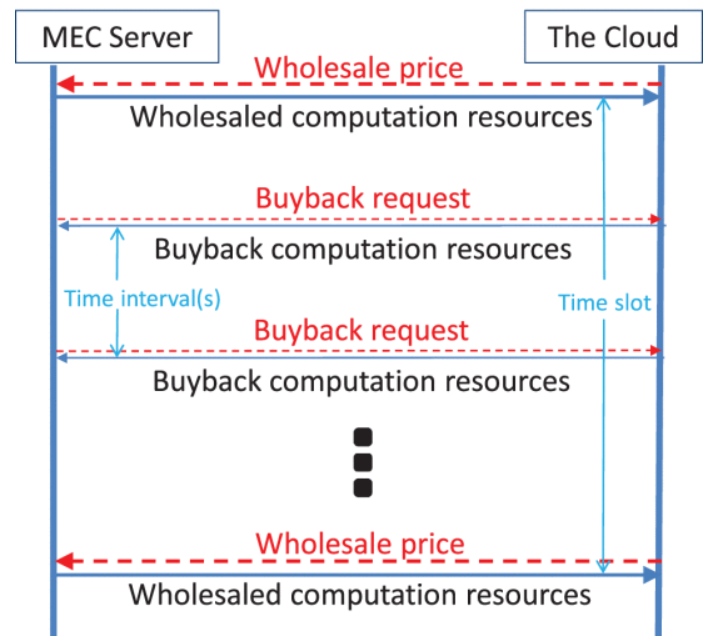 MEC Server
The Cloud
Wholesale price
Wholesaled computation resources
Buyback request
Buyback computation resources
Time interval(s)
Time slot
Buyback request
Buyback computation resources
Wholesale price
Wholesaled computation resources